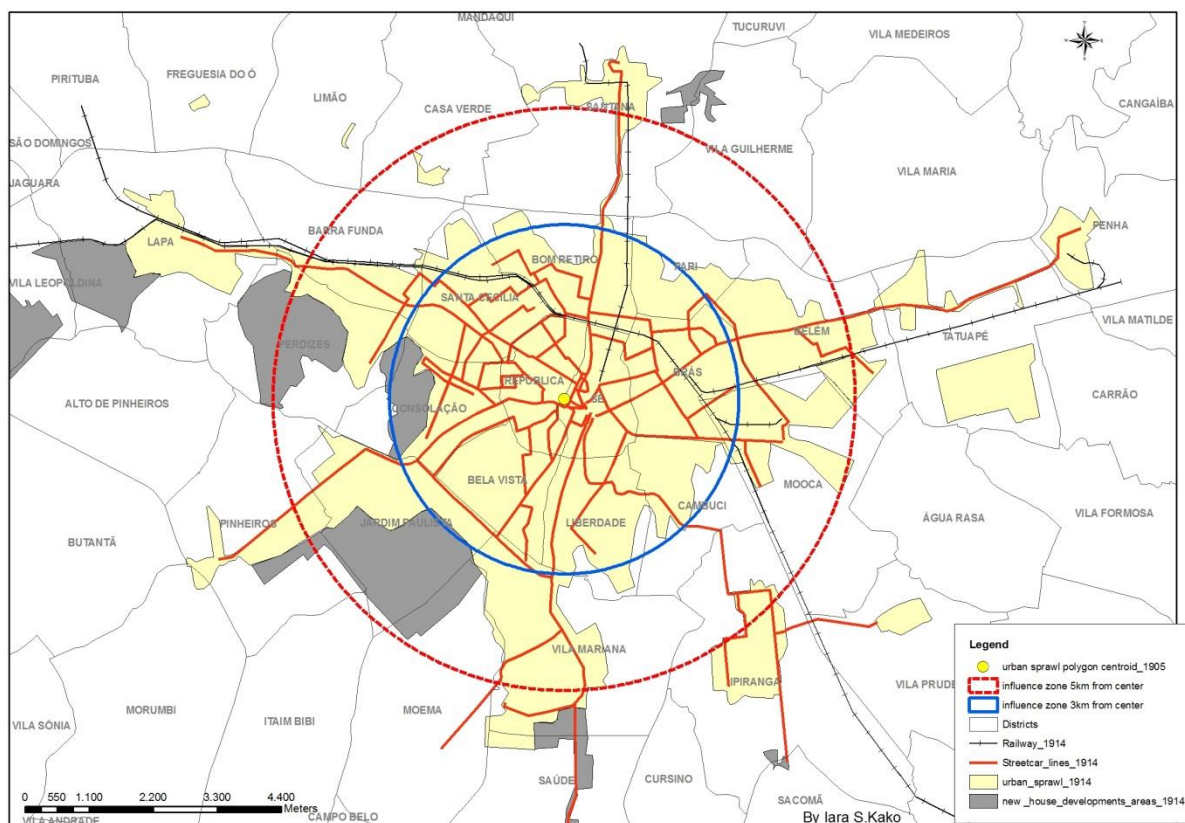 MANDAQUI
TUCURUVI
VILA MEDEIROS
PIRITUBA
FREGUESIA DO Ó
LIMÃO
CASA VERDE
SANTANA
CANGAÍBA
SÃO DOMINGOS
VILA GUILHERME
JAGUARA
VILA MARIA
LAPA
BARRA FUNDA
PENHA
BOM RETIRO
PARI
VILA LEOPOLDINA
SANTA CECILIA
VILA MATILDE
BELÉM
TATUAPÉ
PERDIZES
REPÚBLICA
BRÁS
CARRÃO
ALTO DE PINHEIROS
CONSOLAÇÃO
SÉ
BELA VISTA
MOOCA
CAMBUCI
VILA FORMOSA
ÁGUA RASA
PINHEIROS
JARDIM PAULISTA
LIBERDADE
BUTANTÃ
VILA MARIANA
IPIRANGA
VILA PRUDE
MORUMBI
MOEMA
VILA SÔNIA
ITAIM BIBI
SAÚDE
CURSINO
SACOMÃ
CAMPO BELO
VILA ANDRADE
0 550 1.100 2.200 3.300 4.400
Meters
Legend
urban sprawl polygon centroid_1905
influence zone 5km from center
influence zone 3km from center
Districts
Railway_1914
Streetcar_lines_1914
urban_sprawl_1914
new _house_developments_areas_1914
By Iara S.Kako